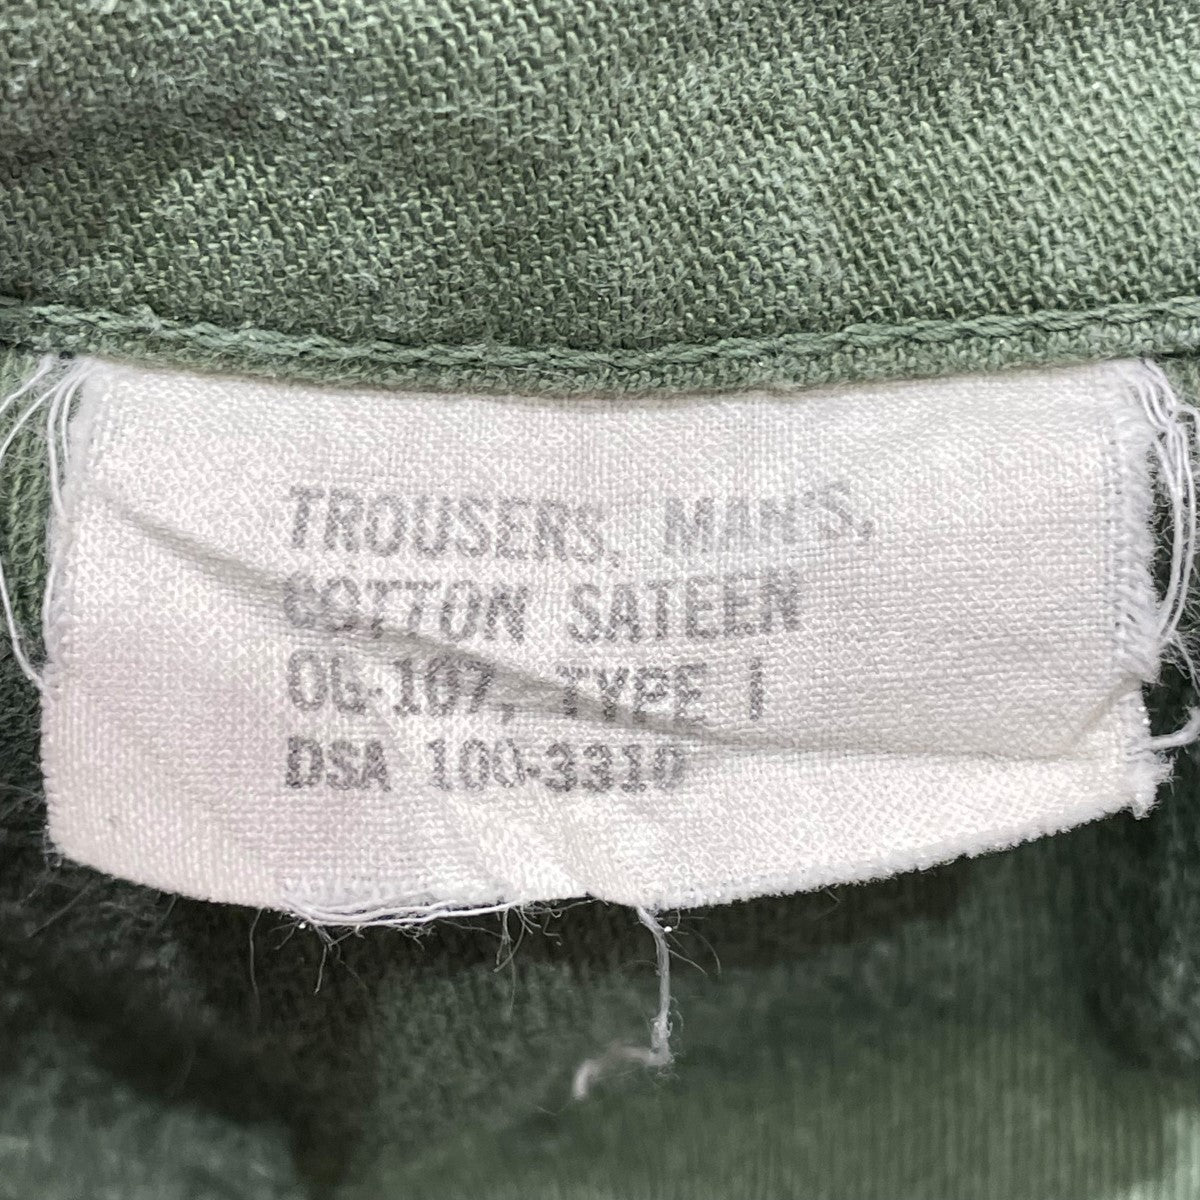 TROUSERS, MAN'S,
COTTON SATEEN
OG-107, TYPE I
DSA 100-3310